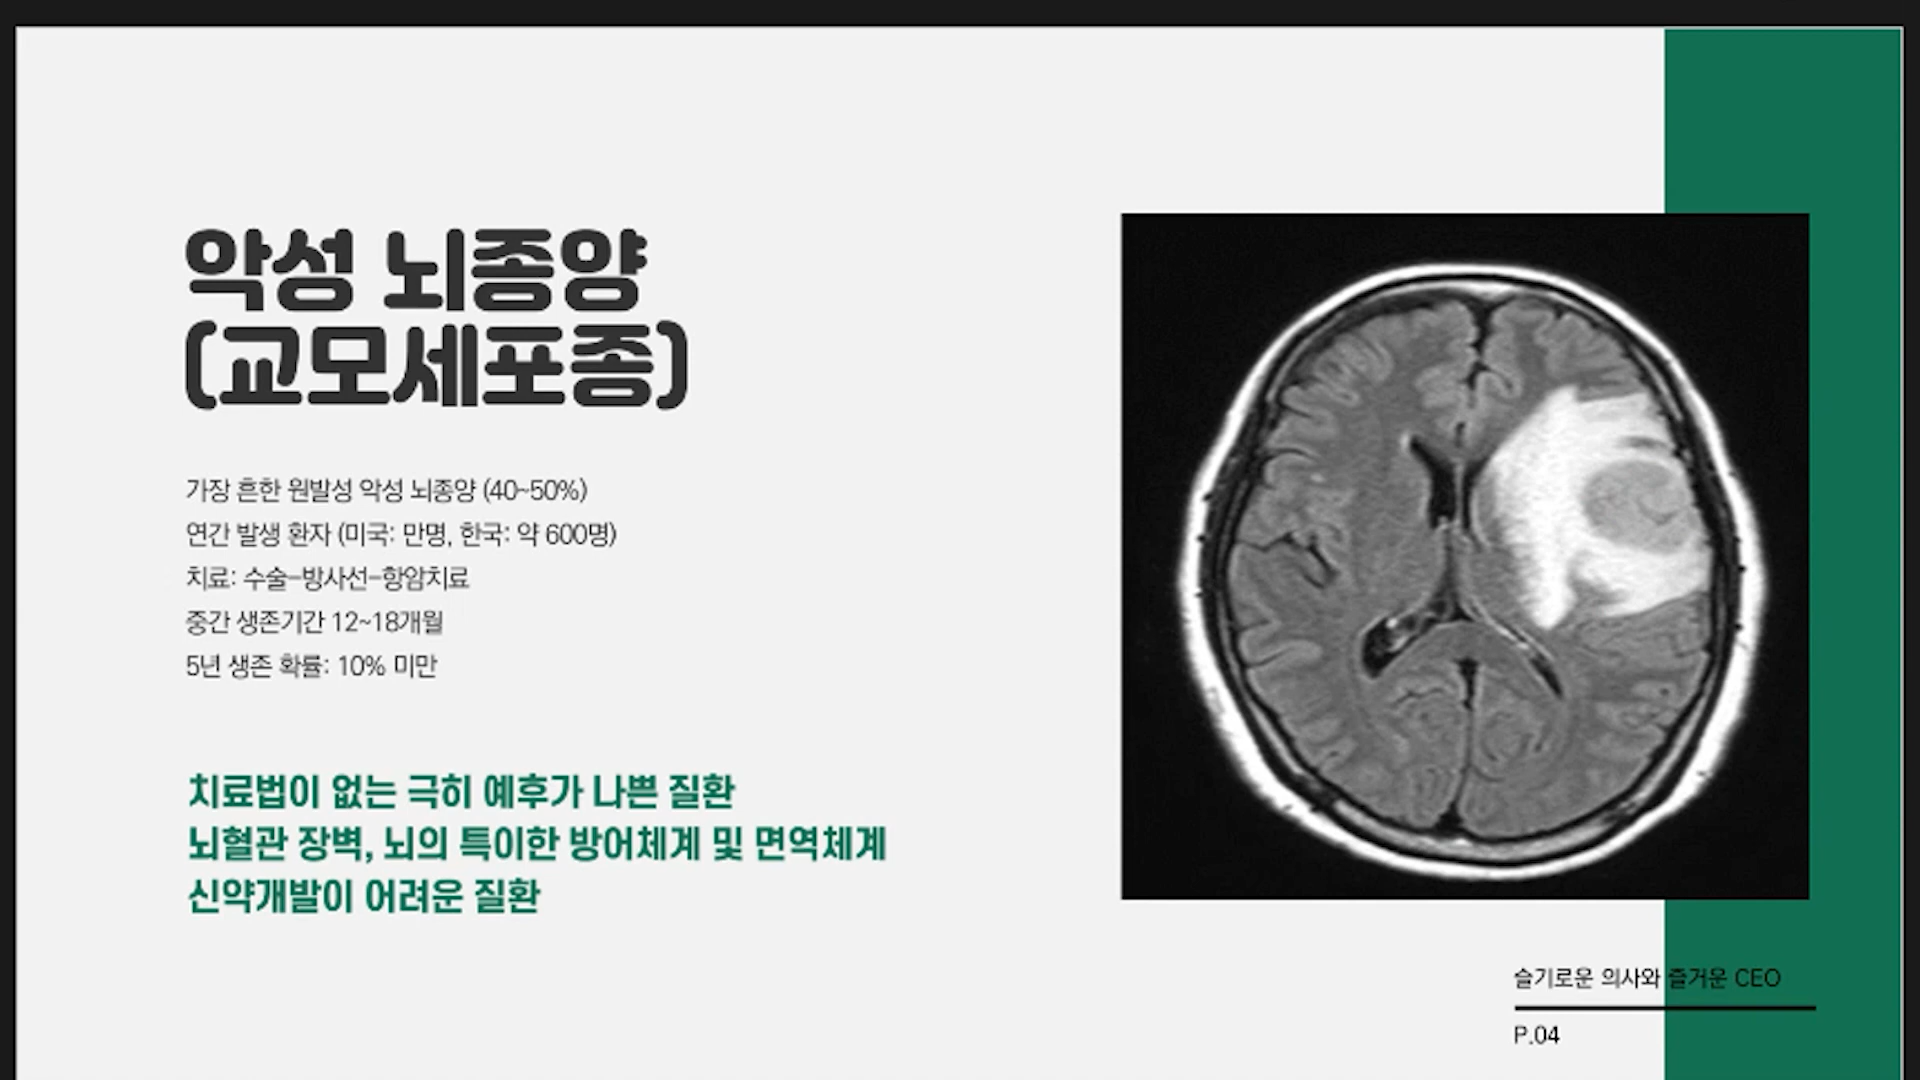 악성 뇌종양
(교모세포종)
가장 흔한 원발성 악성 뇌종양 (40~50%)
연간 발생 환자 (미국: 만명, 한국: 약 600명)
치료: 수술-방사선-항암치료
중간 생존기간 12~18개월
5년 생존 확률: 10% 미만
치료법이 없는 극히 예후가 나쁜 질환
뇌혈관 장벽, 뇌의 특이한 방어체계 및 면역체계
신약개발이 어려운 질환
슬기로운 의사와 즐거운 CEO
P.04